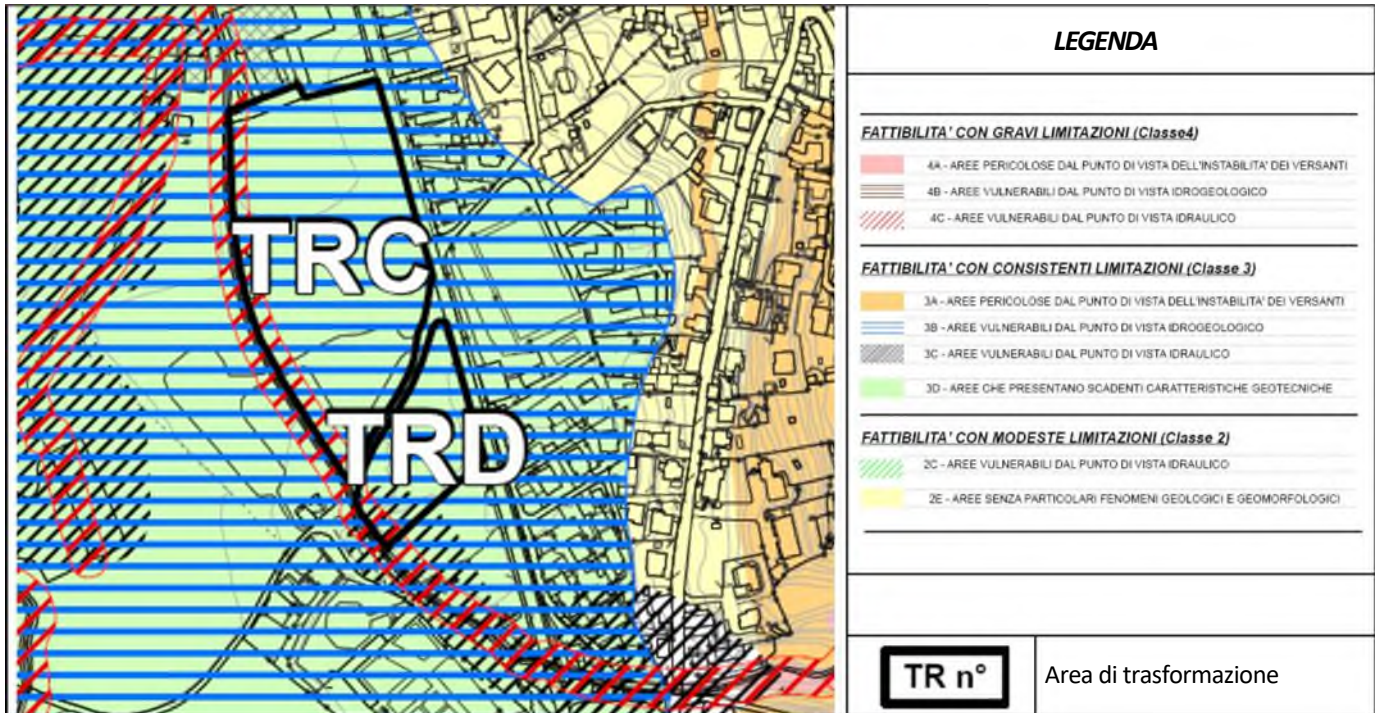 TRC
TRD
LEGENDA
FATTIBILITA' CON GRAVI LIMITAZIONI (Classe4)
4A - AREE PERICOLOSE DAL PUNTO DI VISTA DELL'INSTABILITA' DEI VERSANTI
4B - AREE VULNERABILI DAL PUNTO DI VISTA IDROGEOLOGICO
4C - AREE VULNERABILI DAL PUNTO DI VISTA IDRAULICO
FATTIBILITA' CON CONSISTENTI LIMITAZIONI (Classe 3)
3A - AREE PERICOLOSE DAL PUNTO DI VISTA DELL'INSTABILITA' DEI VERSANTI
3B - AREE VULNERABILI DAL PUNTO DI VISTA IDROGEOLOGICO
3C - AREE VULNERABILI DAL PUNTO DI VISTA IDRAULICO
3D - AREE CHE PRESENTANO SCADENTI CARATTERISTICHE GEOTECNICHE
FATTIBILITA' CON MODESTE LIMITAZIONI (Classe 2)
2C - AREE VULNERABILI DAL PUNTO DI VISTA IDRAULICO
2E - AREE SENZA PARTICOLARI FENOMENI GEOLOGICI E GEOMORFOLOGICI
TR n°
Area di trasformazione